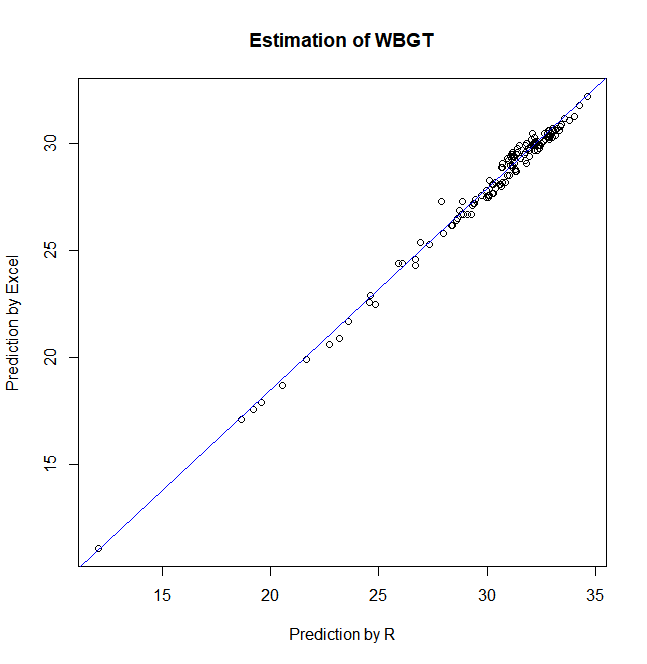 Estimation of WBGT
30
25
20
15
Prediction by Excel
15 20 25 30 35
Prediction by R